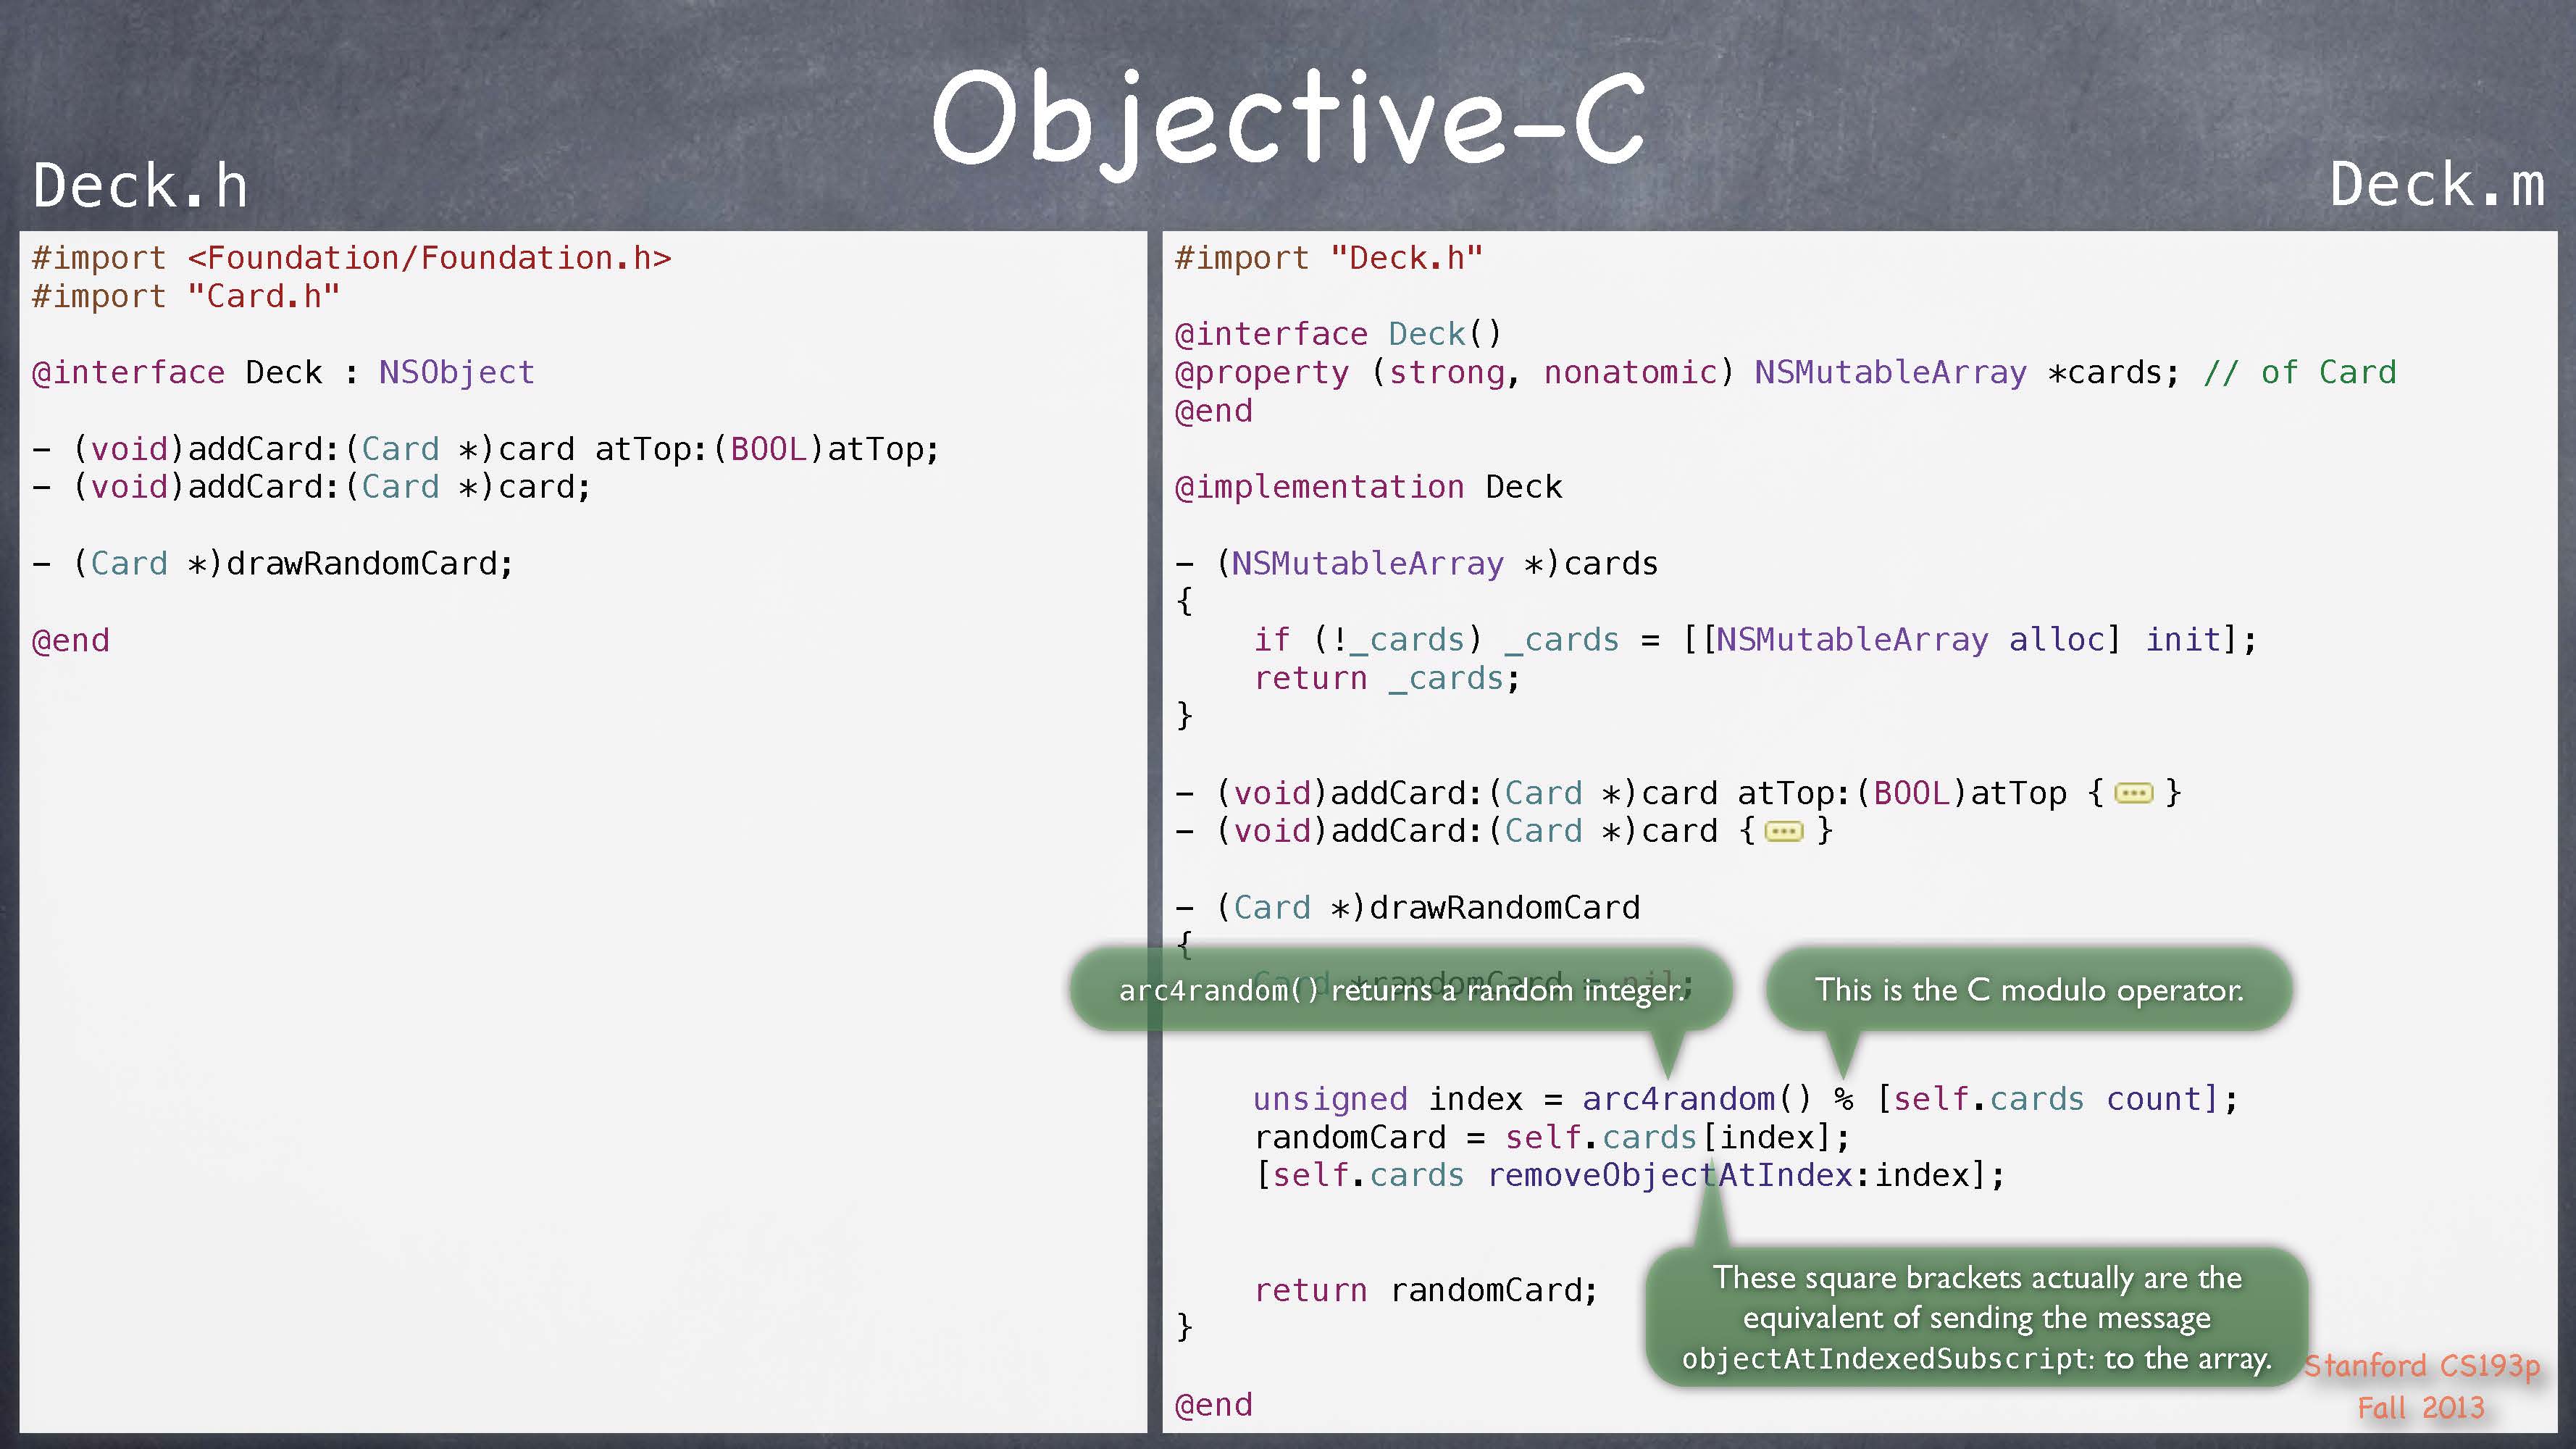 Objective-C
Deck.h
Deck.m
#import <Foundation/Foundation.h>
#import "Card.h"
@interface Deck : NSObject
- (void)addCard:(Card *)card atTop:(BOOL)atTop;
- (void)addCard:(Card *)card;
- (Card *)drawRandomCard;
@end
#import "Deck.h"
@interface Deck()
@property (strong, nonatomic) NSMutableArray *cards; // of Card
@end
@implementation Deck
- (NSMutableArray *)cards
{
    if (!_cards) _cards = [[NSMutableArray alloc] init];
    return _cards;
}
- (void)addCard:(Card *)card atTop:(BOOL)atTop { ... }
- (void)addCard:(Card *)card { ... }
- (Card *)drawRandomCard
{
    Card *randomCard = nil;
arc4random() returns a random integer.
This is the C modulo operator.
    unsigned index = arc4random() % [self.cards count];
    randomCard = self.cards[index];
    [self.cards removeObjectAtIndex:index];
    return randomCard;
}
These square brackets actually are the
equivalent of sending the message
objectAtIndexedSubscript: to the array.
@end
Stanford CS193p
Fall 2013